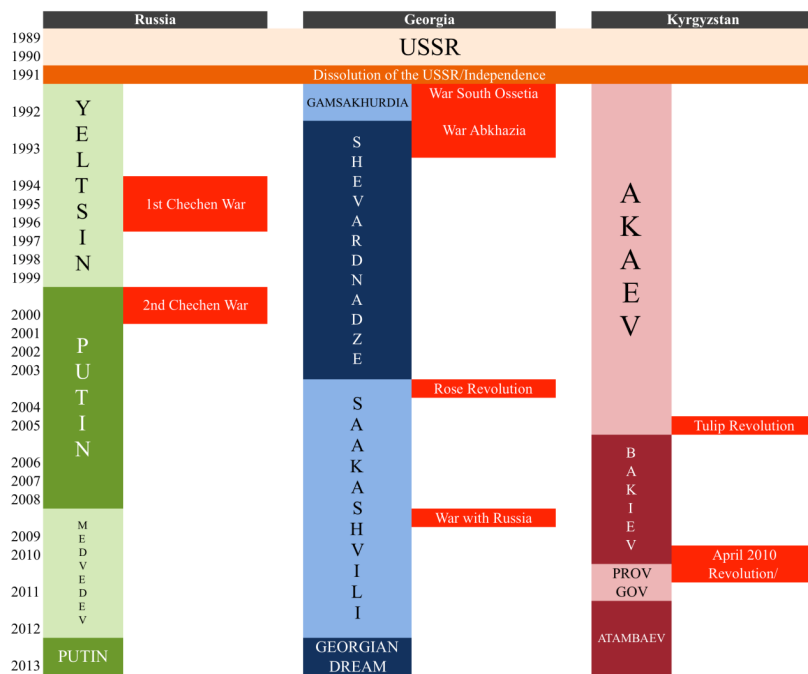 Russia
Georgia
Kyrgyzstan
1989
1990
USSR
1991
Dissolution of the USSR/Independence
1992
1993
1994
1995
1996
1997
1998
1999
2000
2001
2002
2003
2004
2005
2006
2007
2008
2009
2010
2011
2012
2013
YELTSIN
1st Chechen War
2nd Chechen War
PUTIN
MEDVEDEV
PUTIN
GAMSAKHURDIA
War South Ossetia
War Abkhazia
SHEVARDNADZE
Rose Revolution
SAAKASHVILI
War with Russia
GEORGIAN
DREAM
AKAEV
Tulip Revolution
BAKIEV
April 2010
Revolution/
PROV
GOV
ATAMBAEV